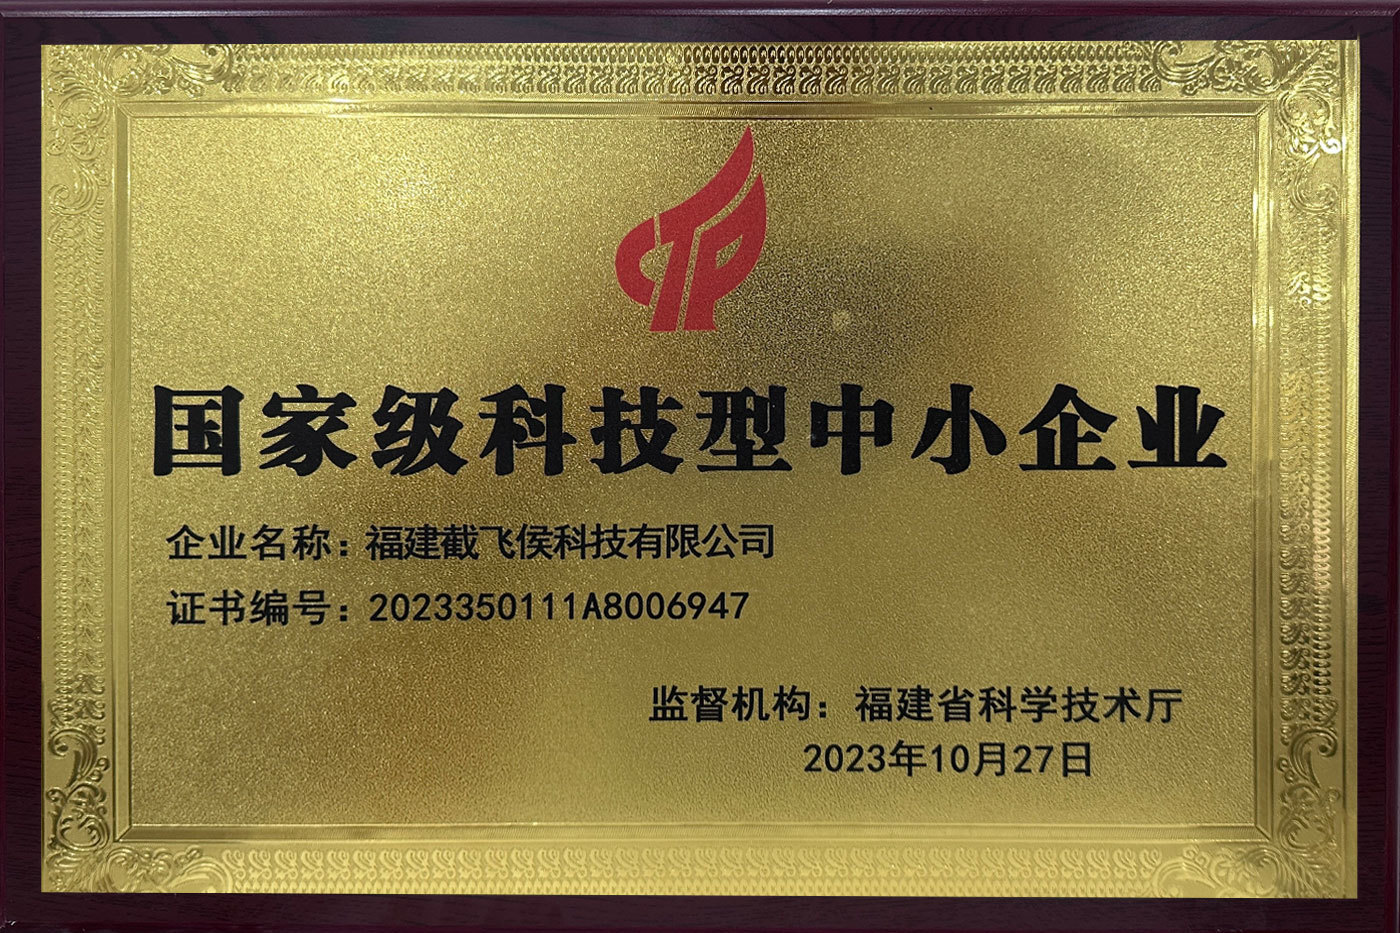 CTP
国家级科技型中小企业
企业名称：福建截飞侯科技有限公司
证书编号：2023350111A8006947
监督机构：福建省科学技术厅
2023年10月27日